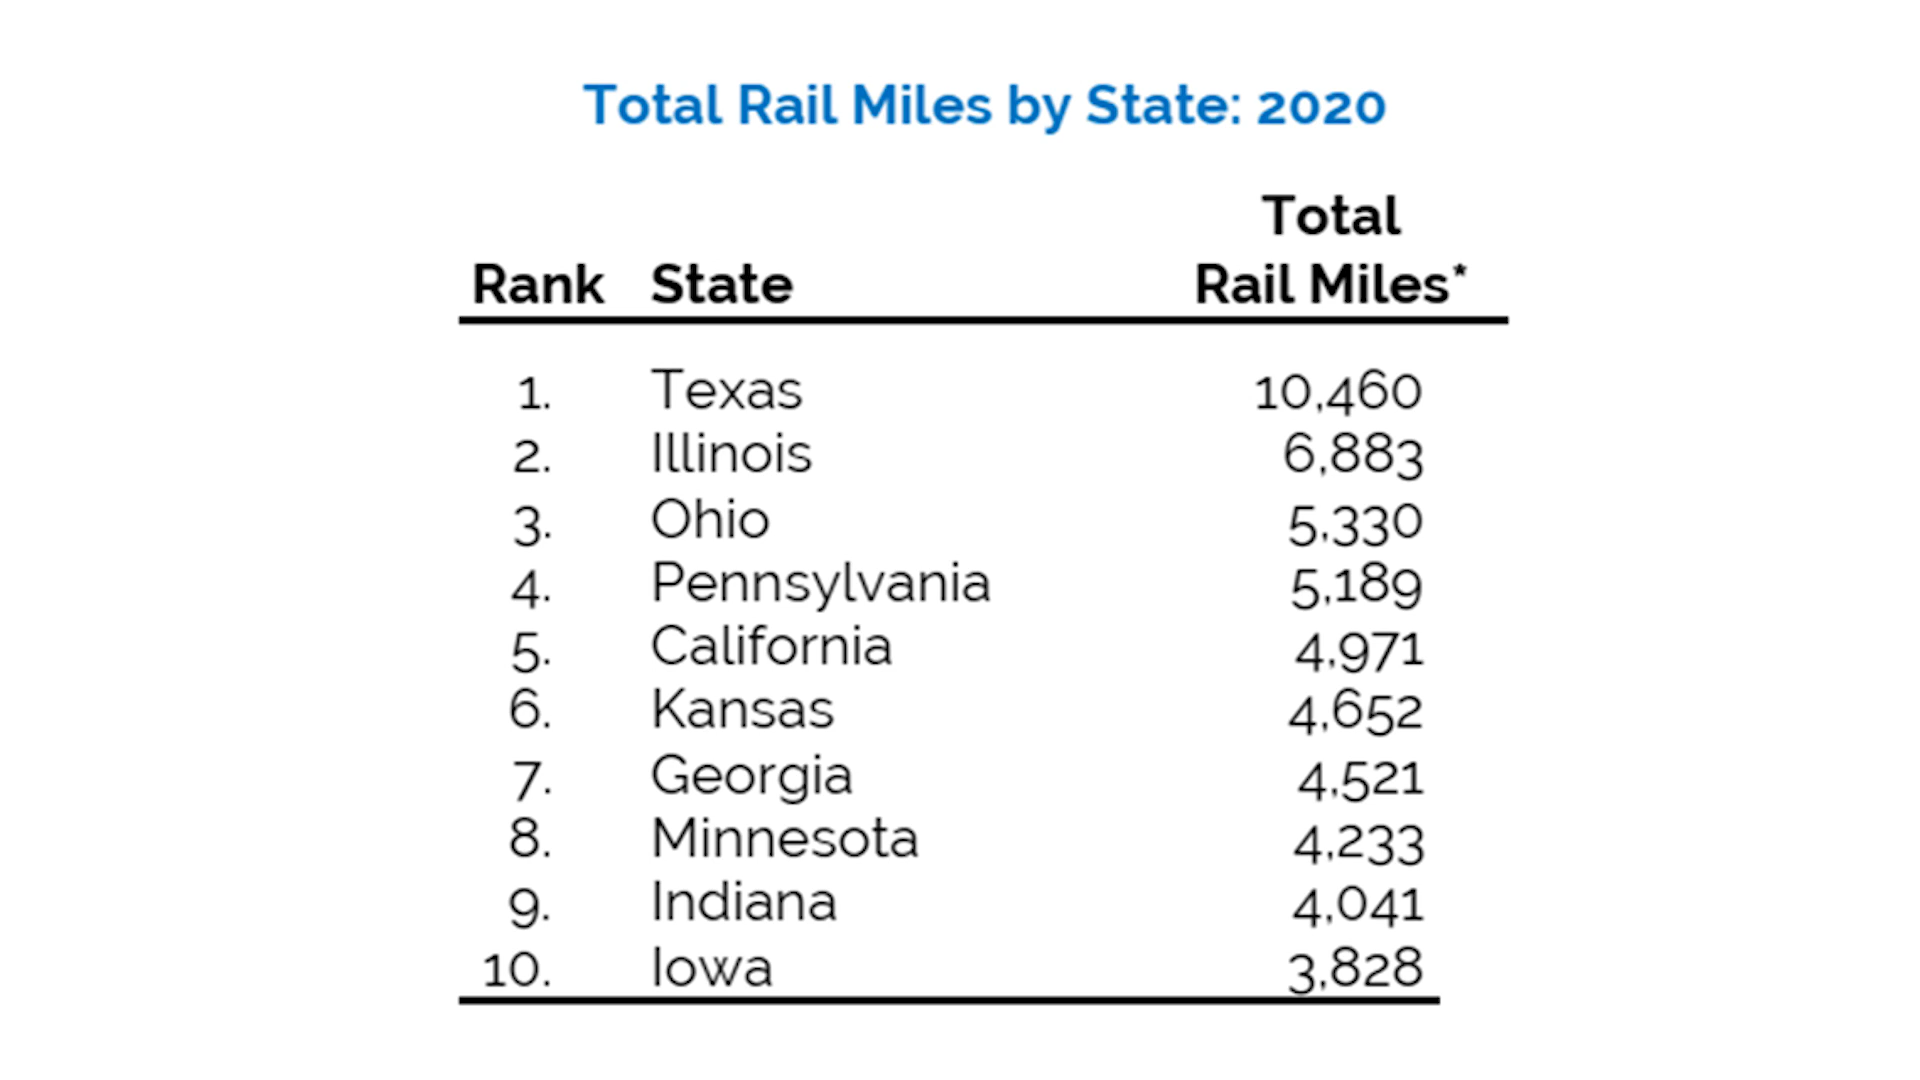 Total Rail Miles by State: 2020
Total
Rank State Rail Miles*
1. Texas 10,460
2. Illinois 6,883
3. Ohio 5,330
4. Pennsylvania 5,189
5. California 4,971
6. Kansas 4,652
7. Georgia 4,521
8. Minnesota 4,233
9. Indiana 4,041
10. Iowa 3,828